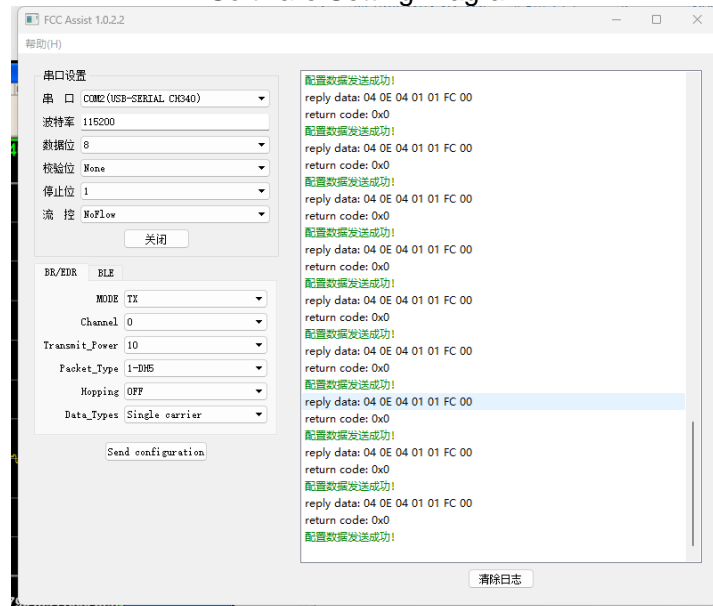 FCC Assist 1.0.2.2
帮助(H)
串口设置
串 口 COM2(USB-SERIAL CH340)
波特率 115200
数据位 8
校验位 None
停止位 1
流 控 NoFlow
关闭
BR/EDR BLE
MODE TX
Channel 0
Transmit_Power 10
Packet_Type 1-DH5
Hopping OFF
Data_Types Single carrier
Send configuration
配置数据发送成功!
reply data: 04 0E 04 01 01 FC 00
return code: 0x0
配置数据发送成功!
reply data: 04 0E 04 01 01 FC 00
return code: 0x0
配置数据发送成功!
reply data: 04 0E 04 01 01 FC 00
return code: 0x0
配置数据发送成功!
reply data: 04 0E 04 01 01 FC 00
return code: 0x0
配置数据发送成功!
reply data: 04 0E 04 01 01 FC 00
return code: 0x0
配置数据发送成功!
reply data: 04 0E 04 01 01 FC 00
return code: 0x0
配置数据发送成功!
reply data: 04 0E 04 01 01 FC 00
return code: 0x0
配置数据发送成功!
reply data: 04 0E 04 01 01 FC 00
return code: 0x0
配置数据发送成功!
reply data: 04 0E 04 01 01 FC 00
return code: 0x0
配置数据发送成功!
清除日志